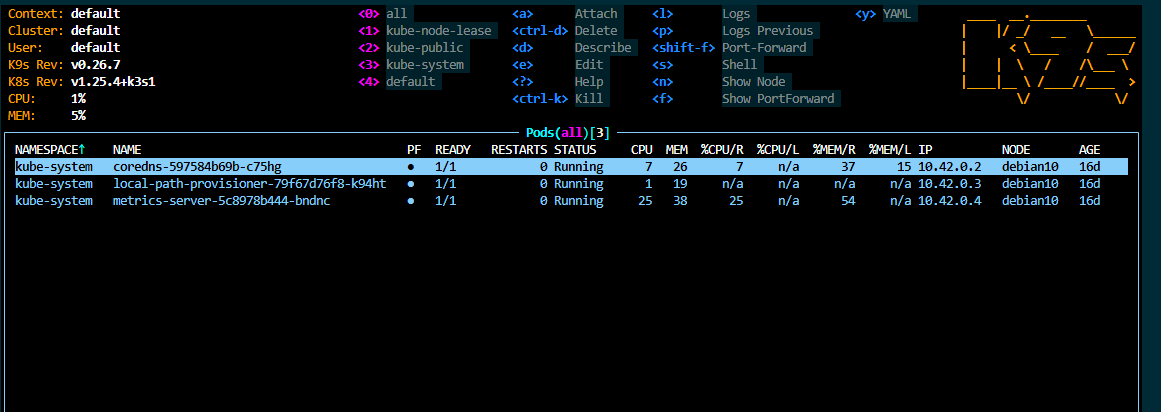 Context: default <0> all <a> Attach <l> Logs <y> YAML
Cluster: default <1> kube-node-lease <ctrl-d> Delete <p> Logs Previous
User: default <2> kube-public <d> Describe <shift-f> Port-Forward
K9s Rev: v0.26.7 <3> kube-system <e> Edit <s> Shell
K8s Rev: v1.25.4+k3s1 <4> default <?> Help <n> Show Node
CPU: 1% <ctrl-k> Kill <f> Show PortForward
MEM: 5%
Pods(all)[3]
NAMESPACE↑ NAME PF READY RESTARTS STATUS CPU MEM %CPU/R %CPU/L %MEM/R %MEM/L IP NODE AGE
kube-system coredns-597584b69b-c75hg ● 1/1 0 Running 7 26 7 n/a 37 15 10.42.0.2 debian10 16d
kube-system local-path-provisioner-79f67d76f8-k94ht ● 1/1 0 Running 1 19 n/a n/a n/a n/a 10.42.0.3 debian10 16d
kube-system metrics-server-5c8978b444-bndnc ● 1/1 0 Running 25 38 25 n/a 54 n/a 10.42.0.4 debian10 16d